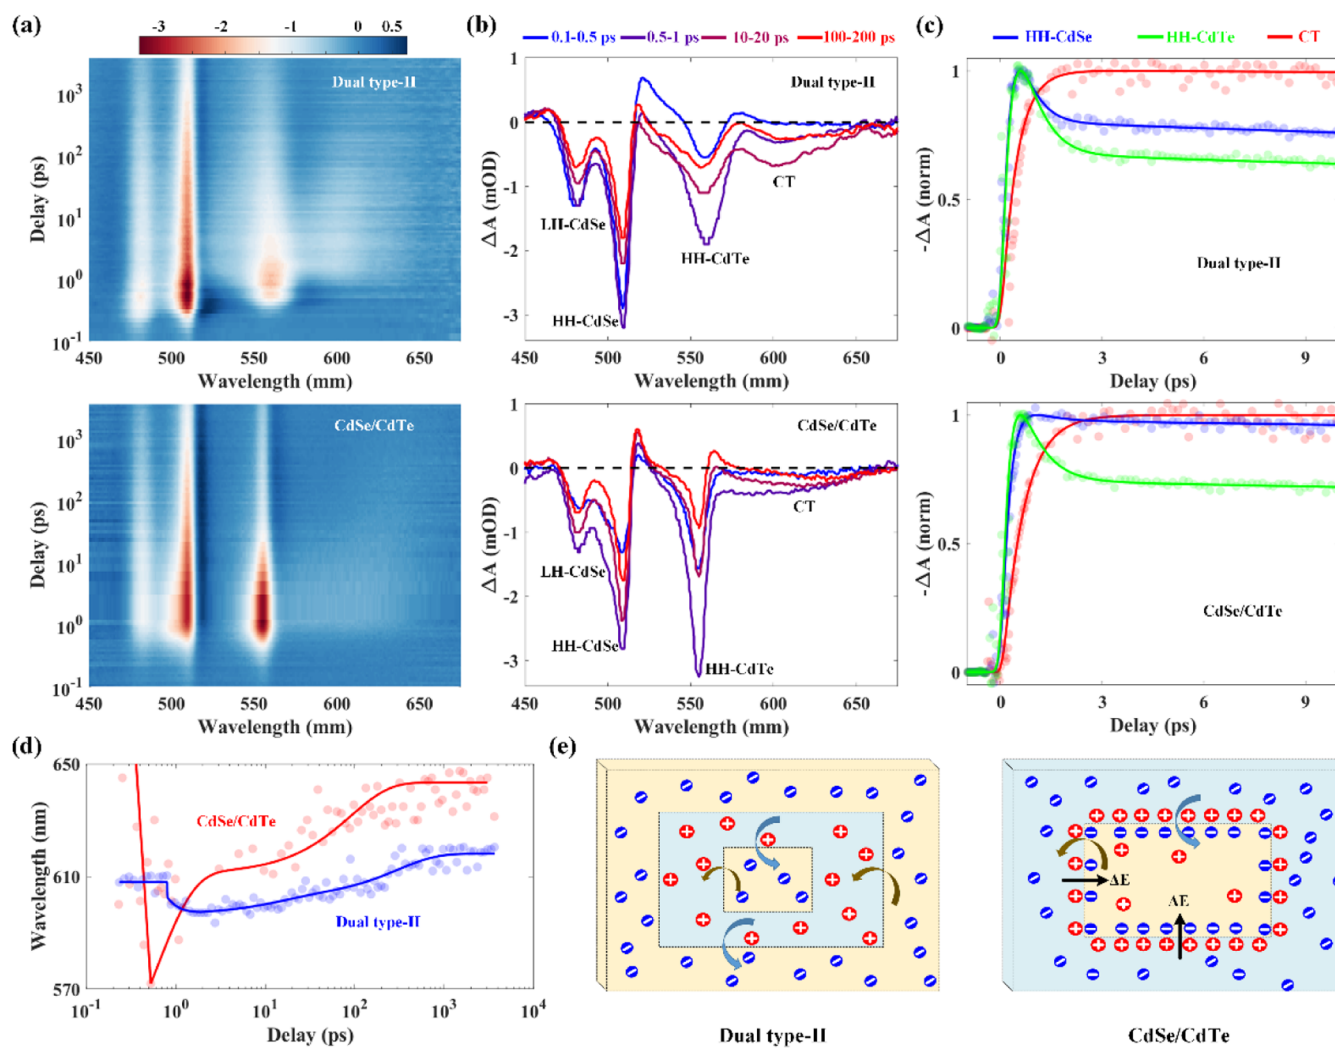 (a)
-3 -2 -1 0 0.5
Dual type-II
Delay (ps)
10³
10²
10
10⁰
10⁻¹
450 500 550 600 650
Wavelength (mm)
CdSe/CdTe
Delay (ps)
10³
10²
10
10⁰
10⁻¹
450 500 550 600 650
Wavelength (mm)
(b)
0.1-0.5 ps 0.5-1 ps 10-20 ps 100-200 ps
Dual type-II
ΔA (mOD)
1
0
-1
-2
-3
LH-CdSe
HH-CdSe
HH-CdTe
CT
450 500 550 600 650
Wavelength (mm)
CdSe/CdTe
ΔA (mOD)
1
0
-1
-2
-3
LH-CdSe
HH-CdSe
HH-CdTe
CT
450 500 550 600 650
Wavelength (mm)
(c)
HH-CdSe HH-CdTe CT
-ΔA (norm)
1
0.5
0
Dual type-II
0 3 6 9
Delay (ps)
-ΔA (norm)
1
0.5
0
CdSe/CdTe
0 3 6 9
Delay (ps)
(d)
Wavelength (nm)
650
610
570
CdSe/CdTe
Dual type-II
10⁻¹ 10⁰ 10¹ 10² 10³ 10⁴
Delay (ps)
(e)
ΔE
ΔE
Dual type-II
CdSe/CdTe